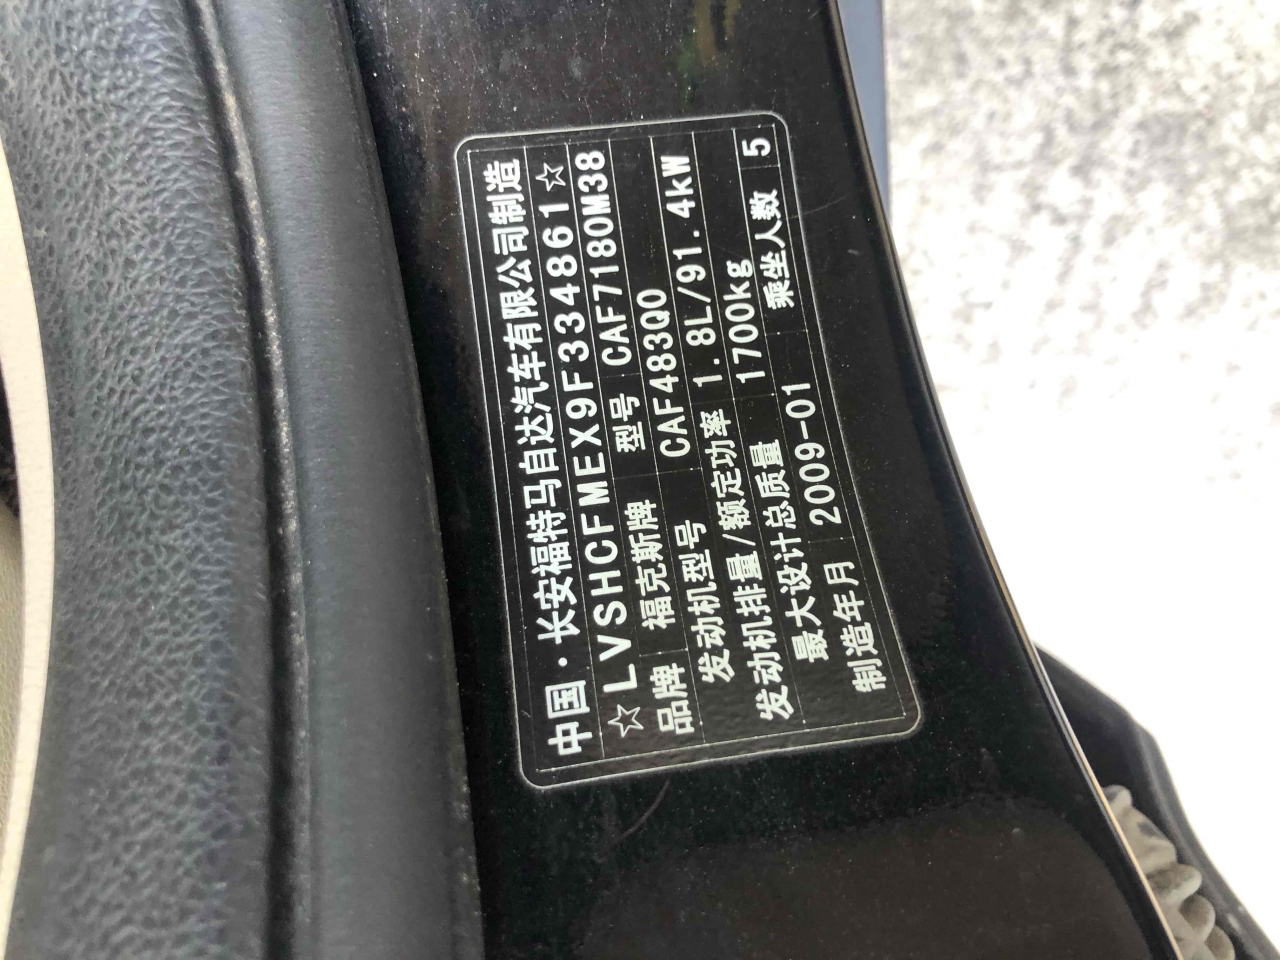 中国·长安福特马自达汽车有限公司制造
☆LVSHCFMEX9F334861☆
品牌 福克斯牌 型号 CAF7180M38
发动机型号 CAF483Q0
发动机排量/额定功率 1.8L/91.4kW
最大设计总质量 1700kg
制造年月 2009-01 乘坐人数 5